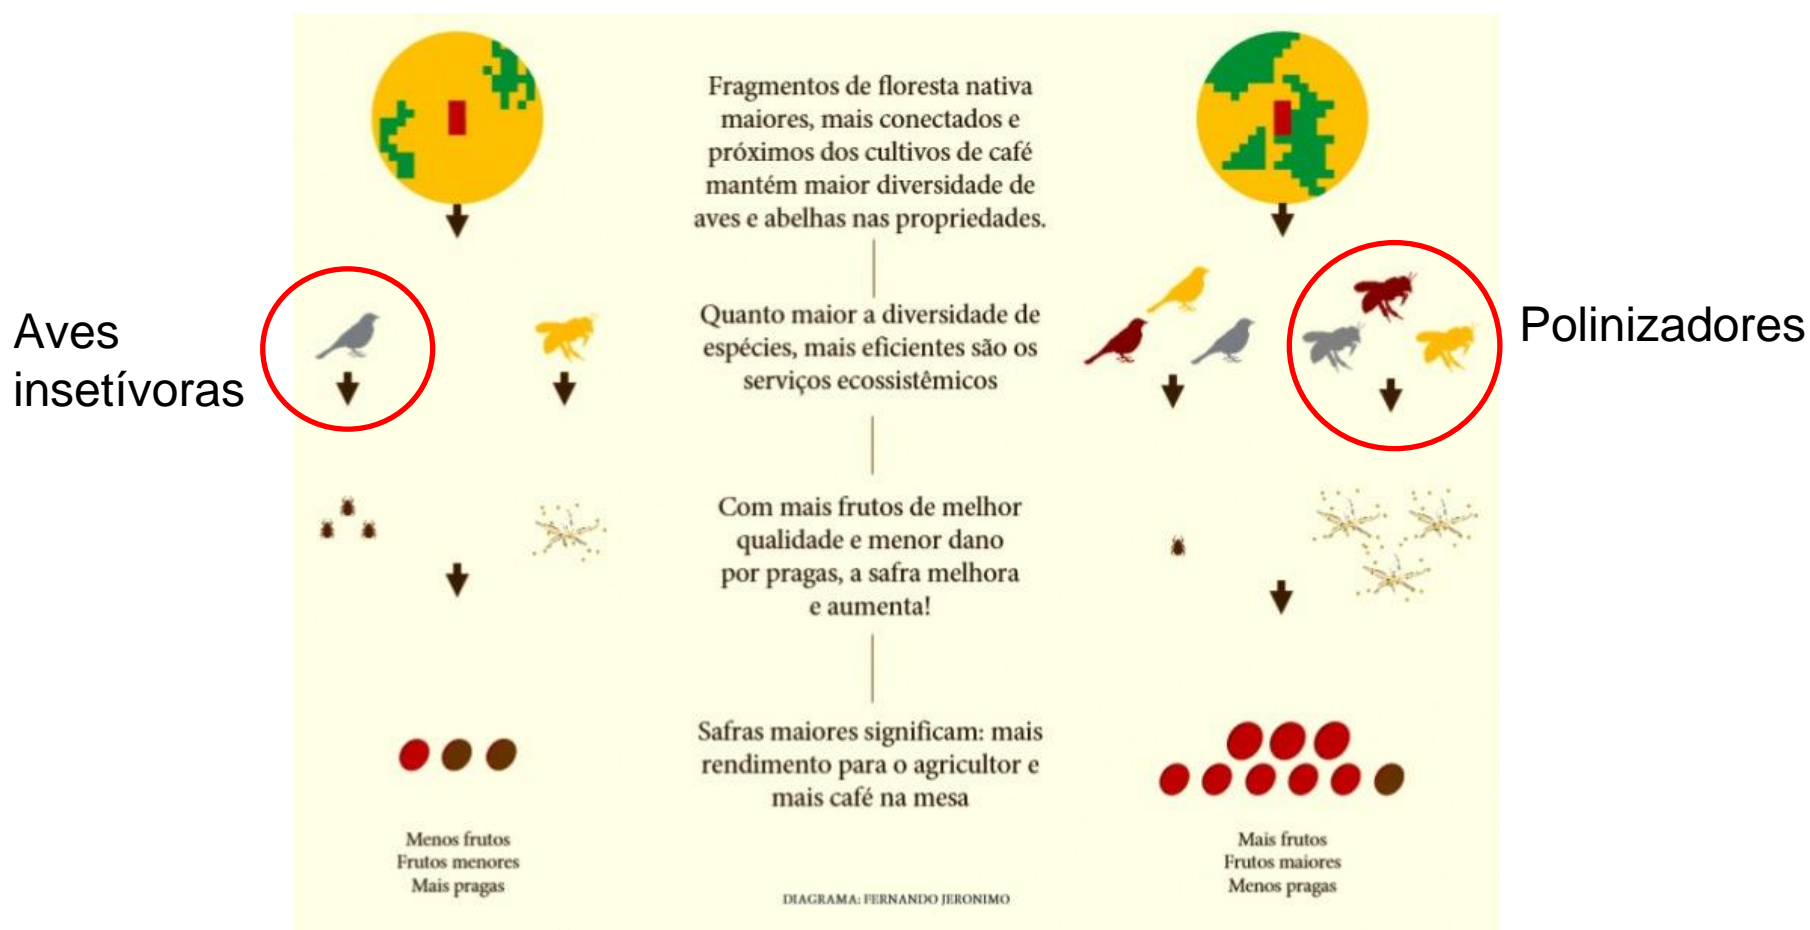 Fragmentos de floresta nativa
maiores, mais conectados e
próximos dos cultivos de café
mantém maior diversidade de
aves e abelhas nas propriedades.
Aves
insetívoras
Quanto maior a diversidade de
espécies, mais eficientes são os
serviços ecossistêmicos
Polinizadores
Com mais frutos de melhor
qualidade e menor dano
por pragas, a safra melhora
e aumenta!
Safras maiores significam: mais
rendimento para o agricultor e
mais café na mesa
Menos frutos
Frutos menores
Mais pragas
Mais frutos
Frutos maiores
Menos pragas
DIAGRAMA: FERNANDO JERONIMO